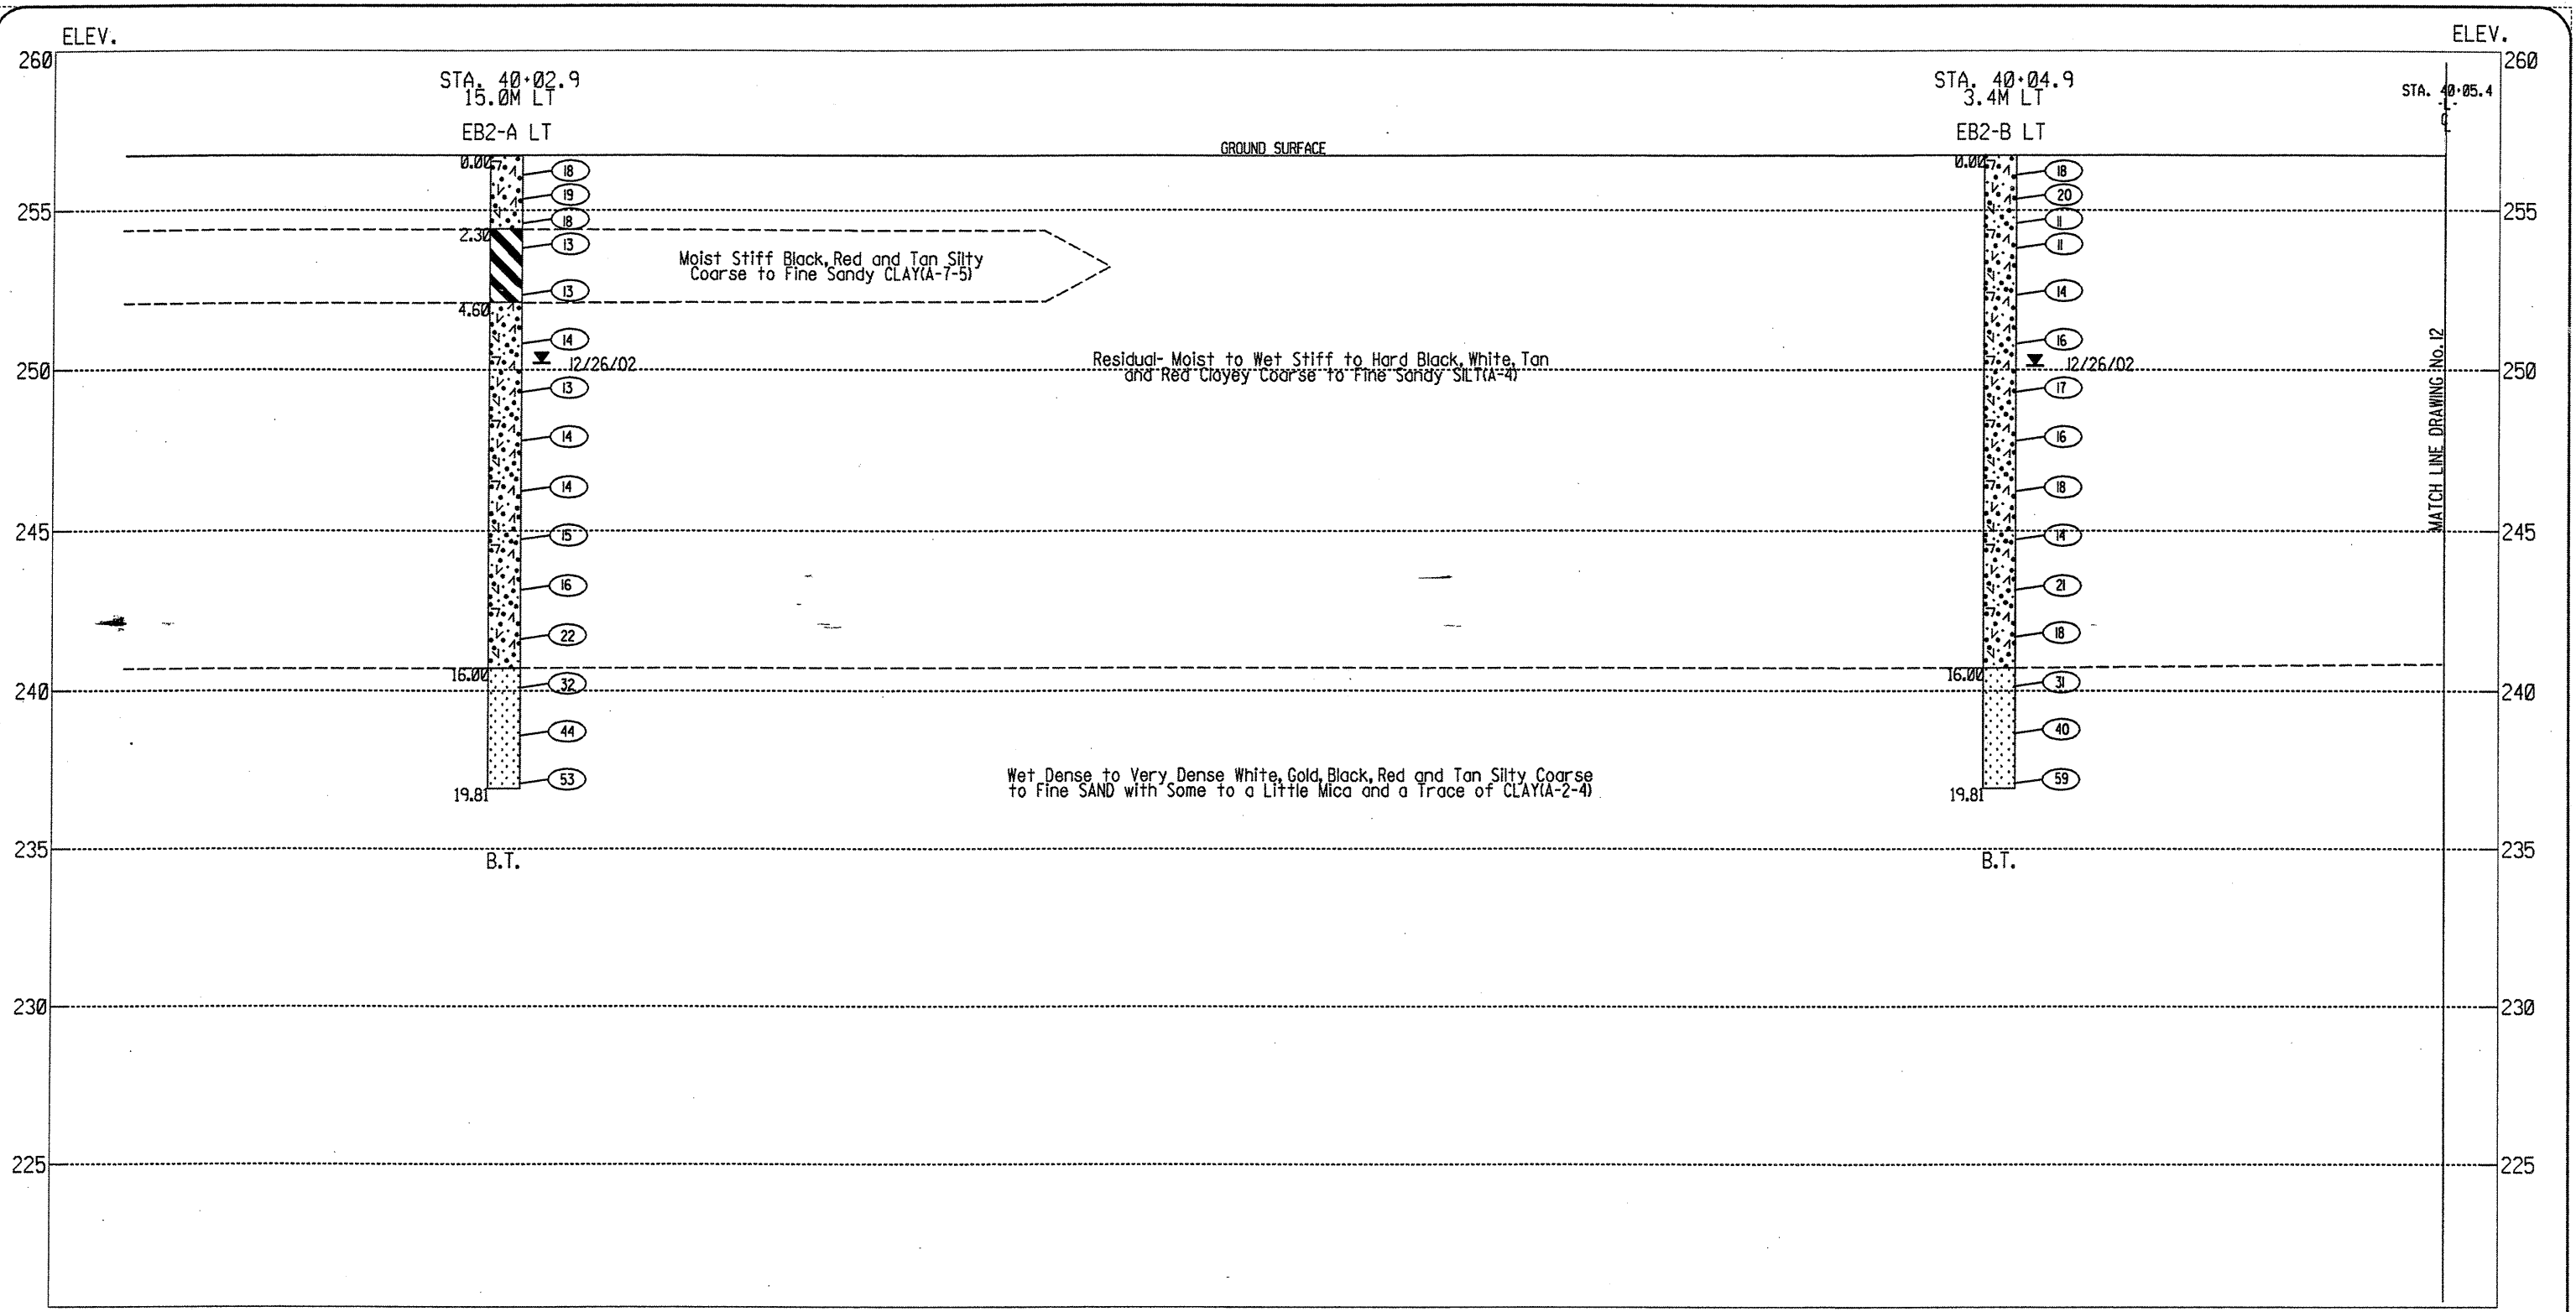 ELEV.
ELEV.
260
260
STA. 40+02.9
15.0M LT
EB2-A LT
STA. 40+04.9
3.4M LT
EB2-B LT
STA. 40+05.4
-L-
GROUND SURFACE
0.00
18
19
18
0.00
18
20
11
255
255
2.30
13
11
Moist Stiff Black, Red and Tan Silty
Coarse to Fine Sandy CLAY(A-7-5)
13
14
4.60
14
16
12/26/02
Residual- Moist to Wet Stiff to Hard Black, White, Tan
and Red Clayey Coarse to Fine Sandy SILT(A-4)
12/26/02
250
250
13
17
14
16
14
18
MATCH LINE DRAWING No. 12
245
15
14
245
16
21
22
18
16.00
32
16.00
31
240
240
44
40
53
59
Wet Dense to Very Dense White, Gold, Black, Red and Tan Silty Coarse
to Fine SAND with Some to a Little Mica and a Trace of CLAY(A-2-4)
19.81
19.81
235
235
B.T.
B.T.
230
230
225
225